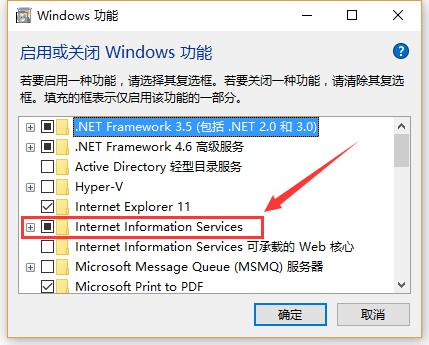 Windows 功能
启用或关闭 Windows 功能
若要启用一种功能，请选择其复选框。若要关闭一种功能，请清除其复选
框。填充的框表示仅启用该功能的一部分。
.NET Framework 3.5 (包括 .NET 2.0 和 3.0)
.NET Framework 4.6 高级服务
Active Directory 轻型目录服务
Hyper-V
Internet Explorer 11
Internet Information Services
Internet Information Services 可承载的 Web 核心
Microsoft Message Queue (MSMQ) 服务器
Microsoft Print to PDF
确定
取消